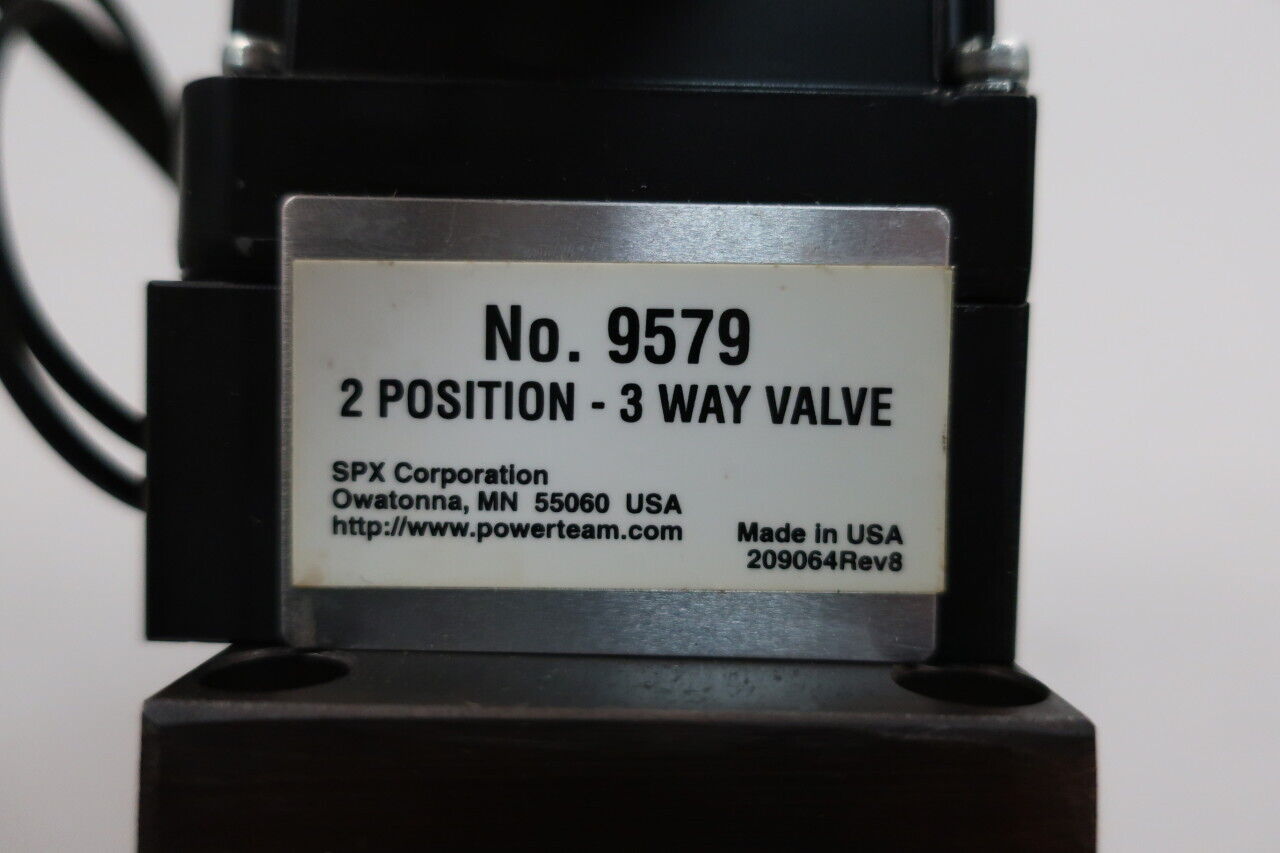 No. 9579
2 POSITION - 3 WAY VALVE
SPX Corporation
Owatonna, MN 55060 USA
http://www.powerteam.com
Made in USA
209064Rev8